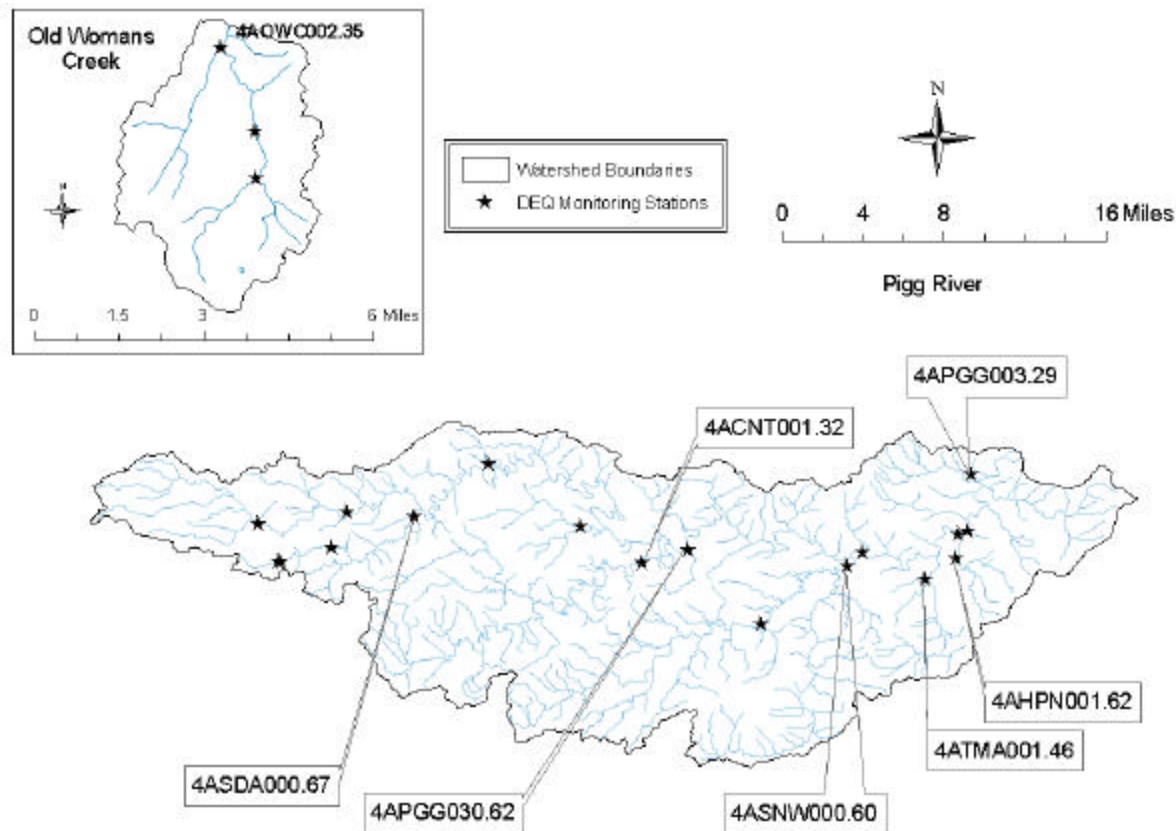 Old Womans
Creek
4AOWC002.35
N
0 1.5 3 6 Miles
Watershed Boundaries
DEQ Monitoring Stations
N
0 4 8 16 Miles
Pigg River
4APGG003.29
4ACNT001.32
4AHPN001.62
4ATMA001.46
4ASDA000.67
4APGG030.62
4ASNW000.60